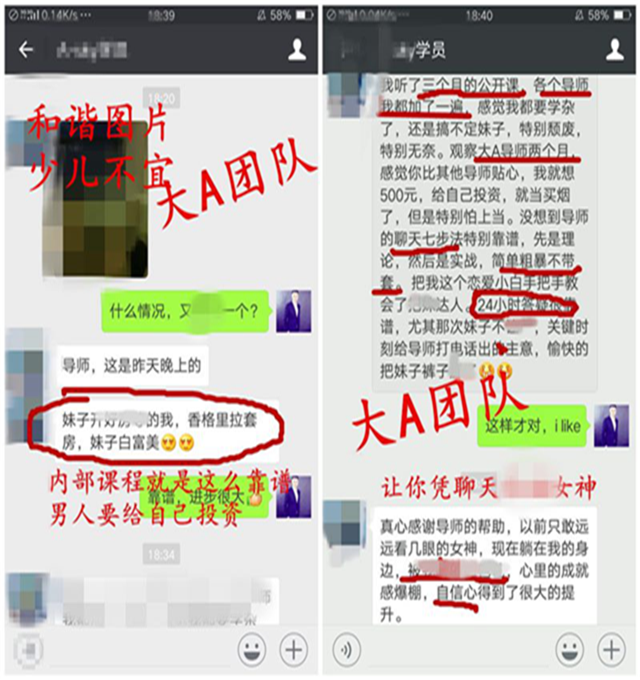 0.14K/s
18:39
58%
18:20
和谐图片
少儿不宜
大A团队
什么情况，又
一个？
导师，这是昨天晚上的
妹子开好房
的我，香格里拉套
房，妹子白富美
内部课程就是这么靠谱
靠谱，进步很大
男人要给自己投资
18:34
0.04K/s
18:40
58%
学员
我听了三个月的公开课，各个导师
我都加了一遍，感觉我都要学杂
了，还是搞不定妹子，特别颓废，
特别无奈。观察大A导师两个月，
感觉你比其他导师贴心，我就想
500元，给自己投资，就当买烟
了，但是特别怕上当。没想到导师
的聊天七步法特别靠谱，先是理
论，然后是实战，简单粗暴不带
套。把我这个恋爱小白手把手教
会了
达人。24小时答疑
靠
谱，尤其那次妹子不
，关键时
刻给导师打电话出的主意，愉快的
把妹子裤子
大A团队
这样才对，i like
让你凭聊天
女神
真心感谢导师的帮助，以前只敢远
远看几眼的女神，现在躺在我的身
边，
，心里的成就
感爆棚，自信心得到了很大的提
升。